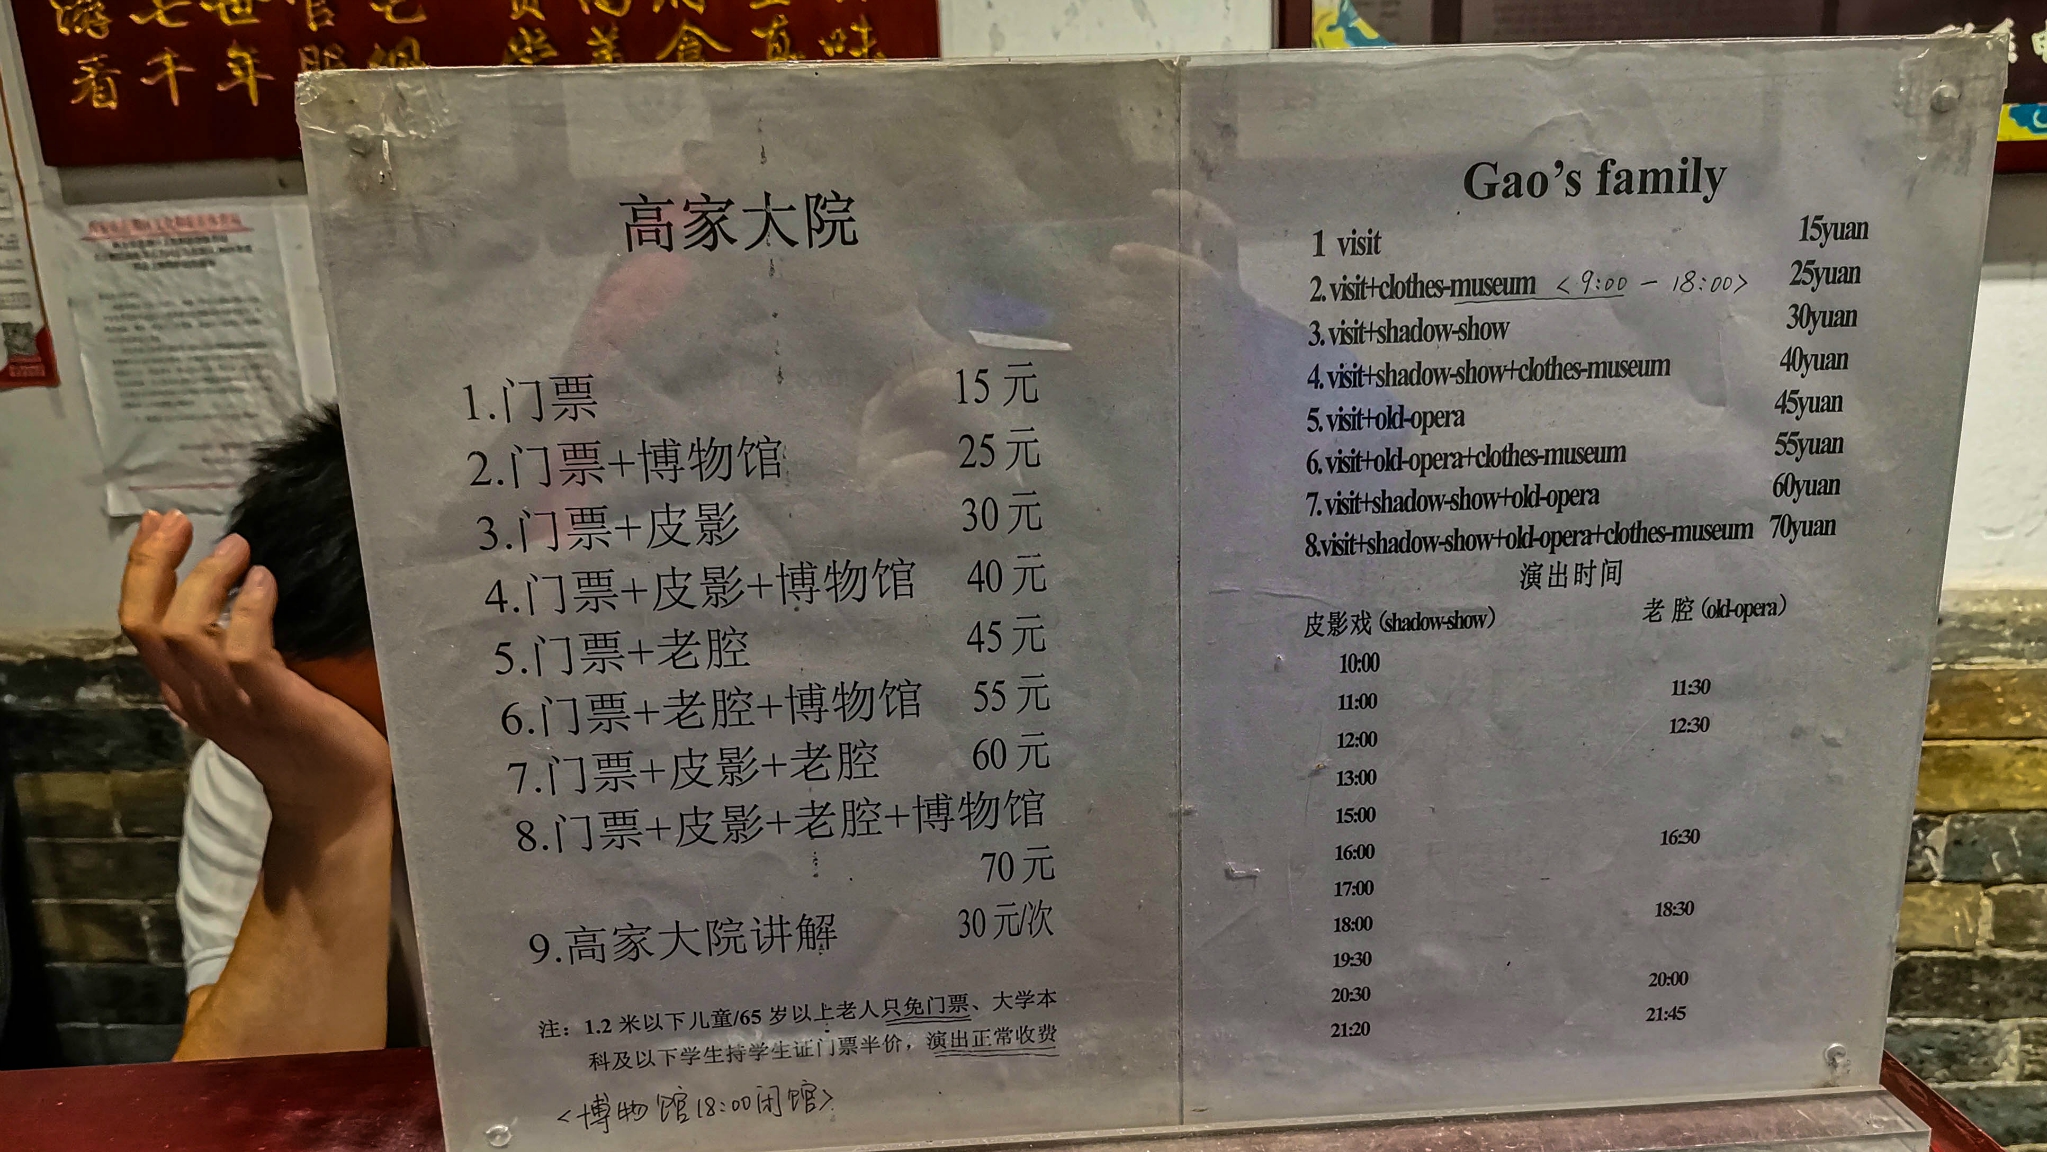 游七世
看千年
尝美食
高家大院
1.门票 15元
2.门票+博物馆 25元
3.门票+皮影 30元
4.门票+皮影+博物馆 40元
5.门票+老腔 45元
6.门票+老腔+博物馆 55元
7.门票+皮影+老腔 60元
8.门票+皮影+老腔+博物馆
70元
9.高家大院讲解 30元/次
注：1.2米以下儿童/65岁以上老人只免门票、大学本
科及以下学生持学生证门票半价，演出正常收费
<博物馆18:00闭馆>
Gao's family
1 visit 15yuan
2. visit+clothes-museum <9:00-18:00> 25yuan
3. visit+shadow-show 30yuan
4. visit+shadow-show+clothes-museum 40yuan
5. visit+old-opera 45yuan
6. visit+old-opera+clothes-museum 55yuan
7. visit+shadow-show+old-opera 60yuan
8.visit+shadow-show+old-opera+clothes-museum 70yuan
演出时间
皮影戏(shadow-show) 老腔(old-opera)
10:00
11:00 11:30
12:00 12:30
13:00
15:00
16:00 16:30
17:00
18:00 18:30
19:30
20:30 20:00
21:20 21:45